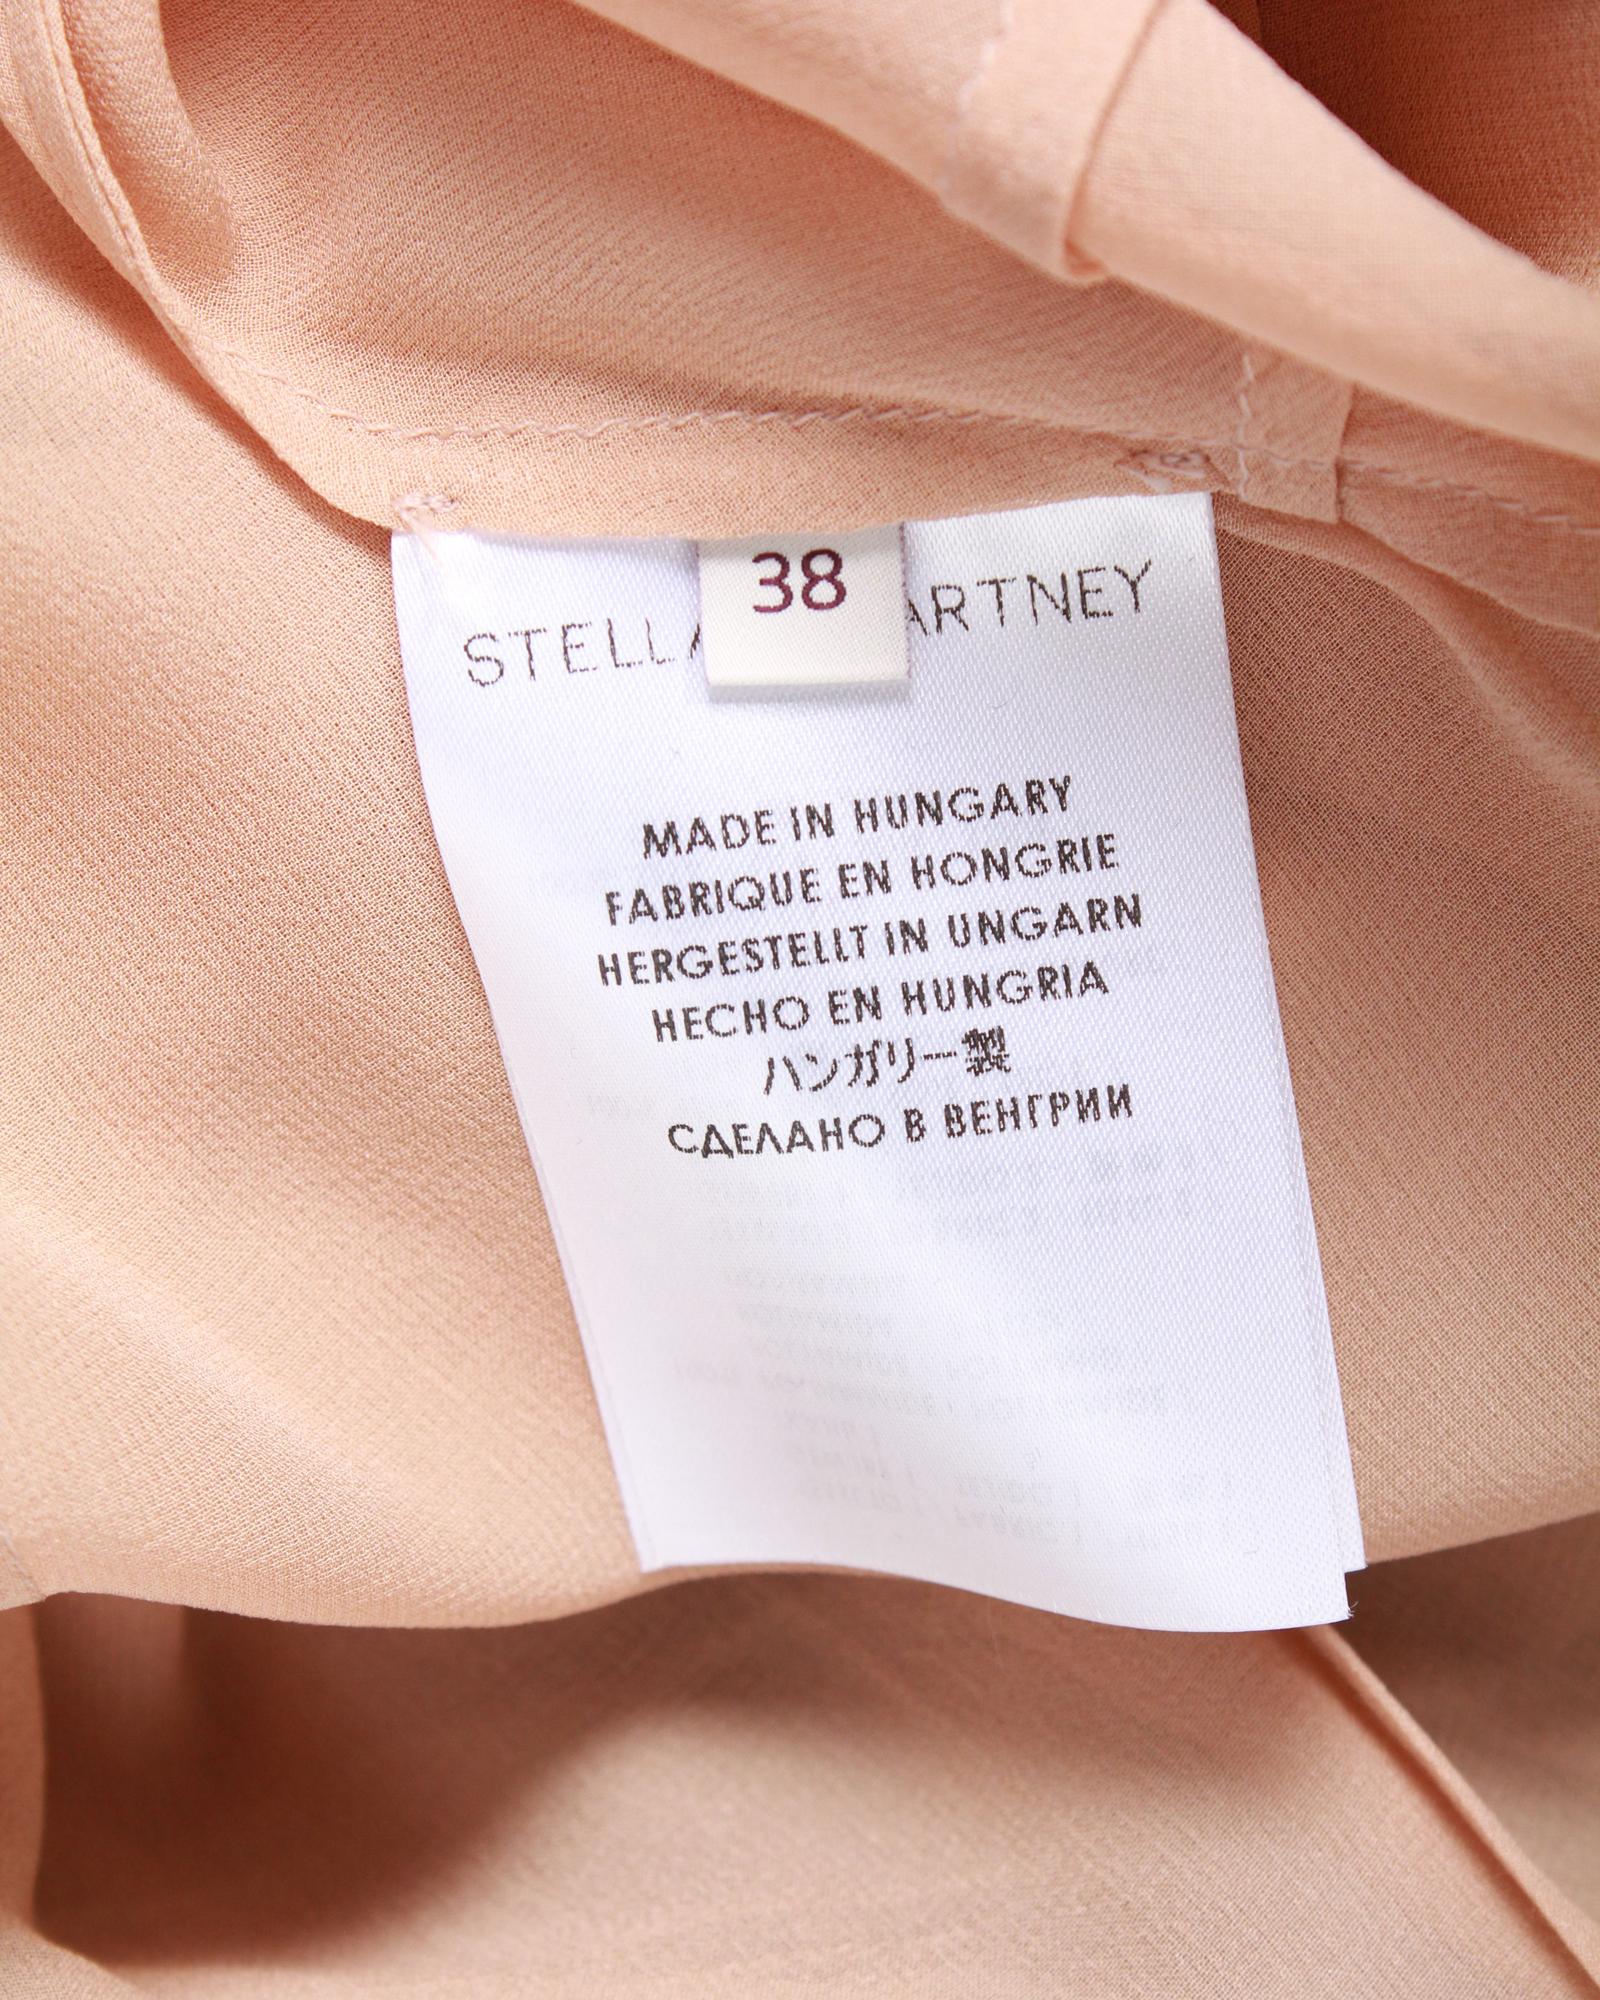 38
STELLA ARTNEY
MADE IN HUNGARY
FABRIQUE EN HONGRIE
HERGESTELLT IN UNGARN
HECHO EN HUNGRIA
ハンガリー製
СДЕЛАНО В ВЕНГРИИ